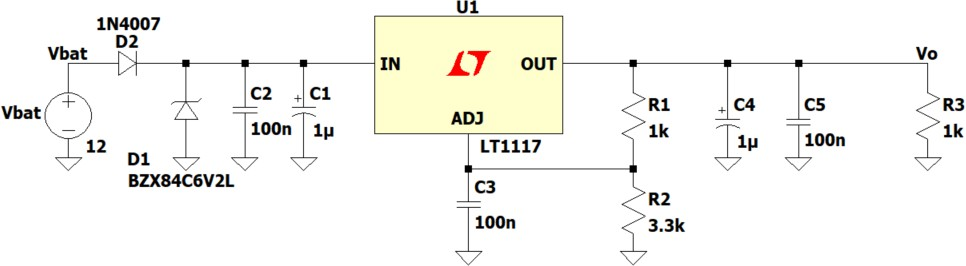 U1
1N4007
D2
Vbat
Vo
IN
OUT
ADJ
LT1117
Vbat
12
D1
BZX84C6V2L
C2
100n
C1
1µ
R1
1k
C4
1µ
C5
100n
R3
1k
C3
100n
R2
3.3k